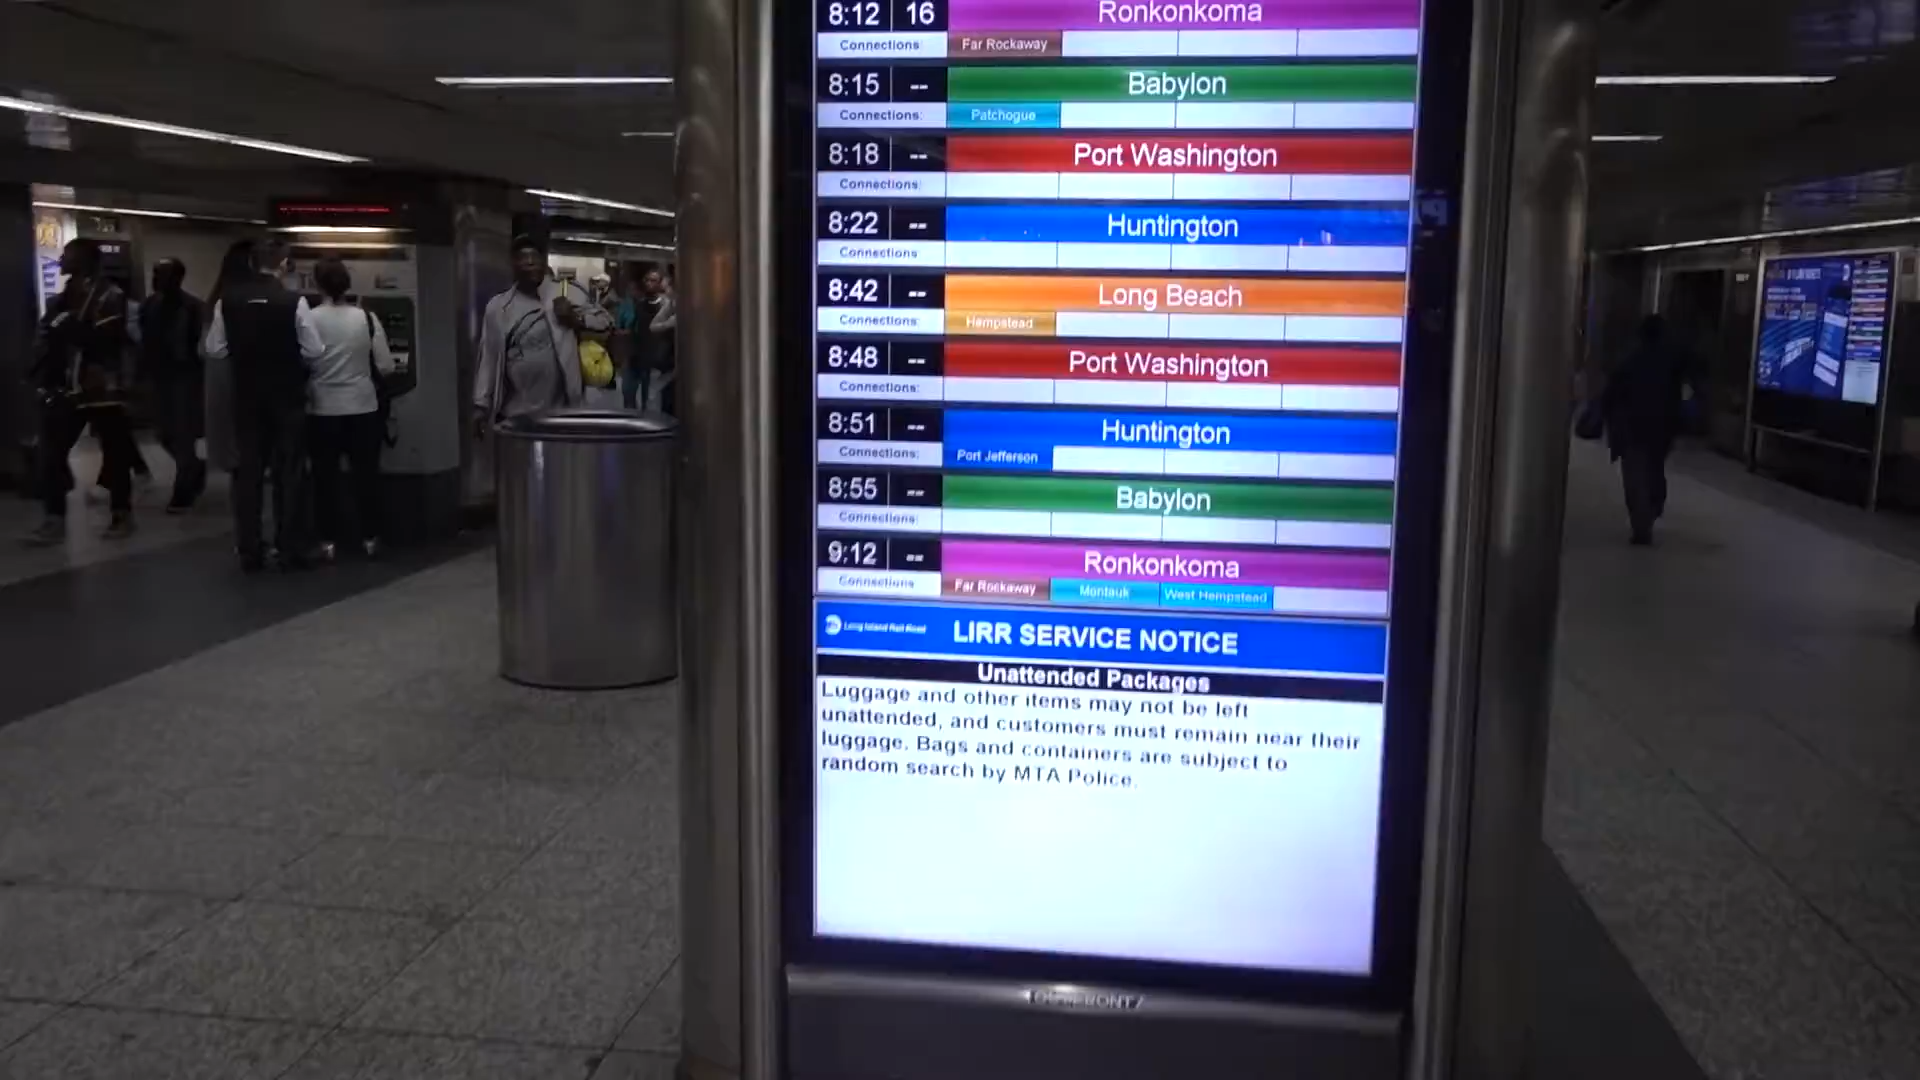 8:12 16 Ronkonkoma
Connections Far Rockaway
8:15 -- Babylon
Connections: Patchogue
8:18 -- Port Washington
Connections:
8:22 -- Huntington
Connections
8:42 -- Long Beach
Connections: Hempstead
8:48 -- Port Washington
Connections:
8:51 -- Huntington
Connections: Port Jefferson
8:55 -- Babylon
Connections:
9:12 -- Ronkonkoma
Connections Far Rockaway Montauk West Hempstead
Long Island Rail Road LIRR SERVICE NOTICE
Unattended Packages
Luggage and other items may not be left
unattended, and customers must remain near their
luggage. Bags and containers are subject to
random search by MTA Police.